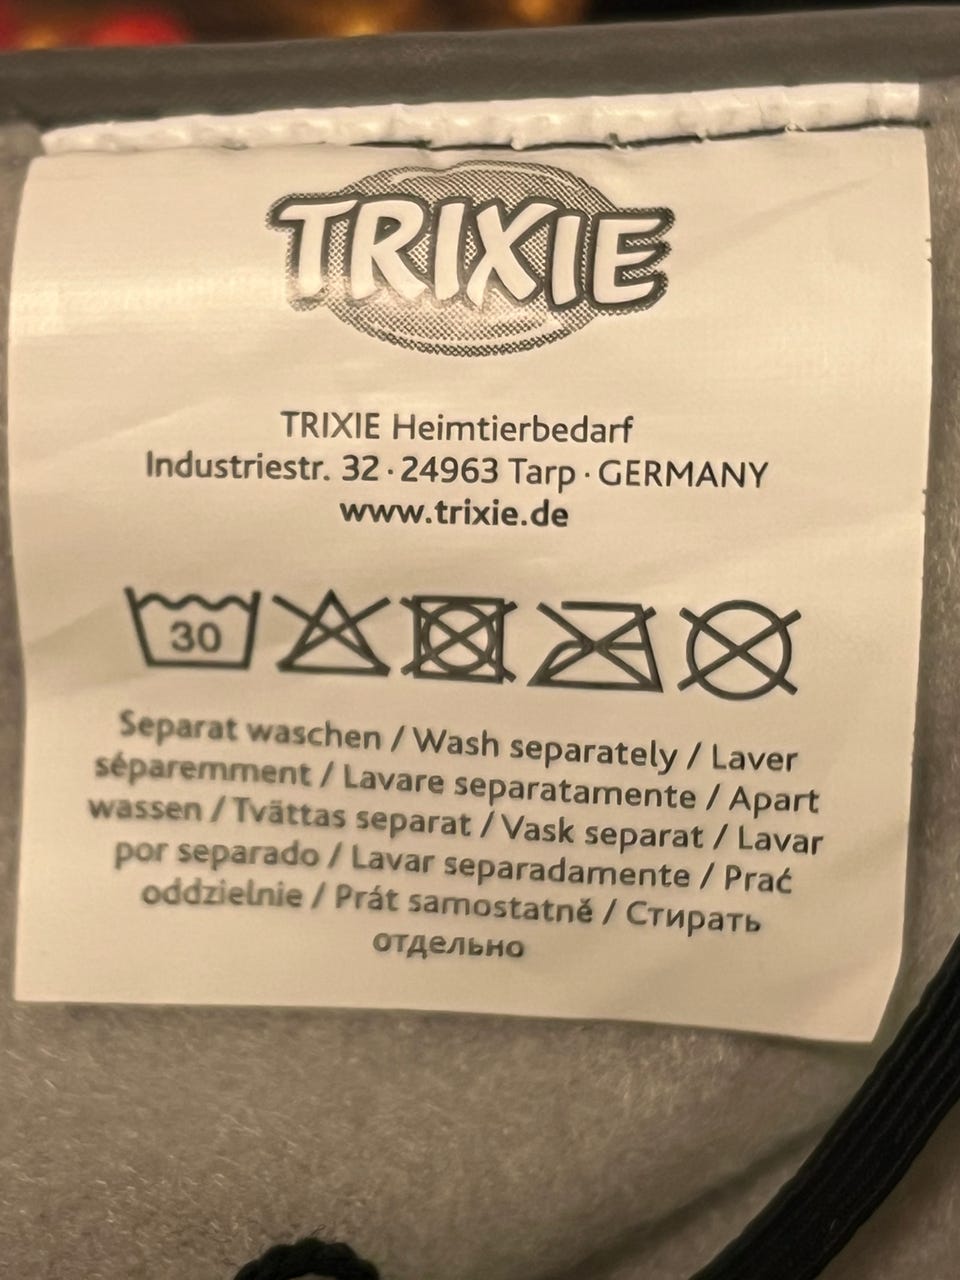 TRIXIE
TRIXIE Heimtierbedarf
Industriestr. 32 · 24963 Tarp · GERMANY
www.trixie.de
30
Separat waschen / Wash separately / Laver
séparemment / Lavare separatamente / Apart
wassen / Tvättas separat / Vask separat / Lavar
por separado / Lavar separadamente / Prać
oddzielnie / Prát samostatně / Стирать
отдельно